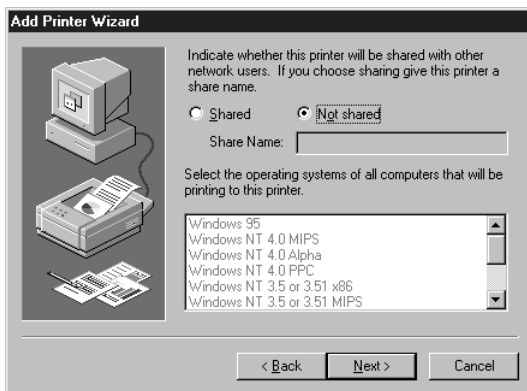 Add Printer Wizard
Indicate whether this printer will be shared with other
network users. If you choose sharing give this printer a
share name.
Shared Not shared
Share Name:
Select the operating systems of all computers that will be
printing to this printer.
Windows 95
Windows NT 4.0 MIPS
Windows NT 4.0 Alpha
Windows NT 4.0 PPC
Windows NT 3.5 or 3.51 x86
Windows NT 3.5 or 3.51 MIPS
< Back Next > Cancel